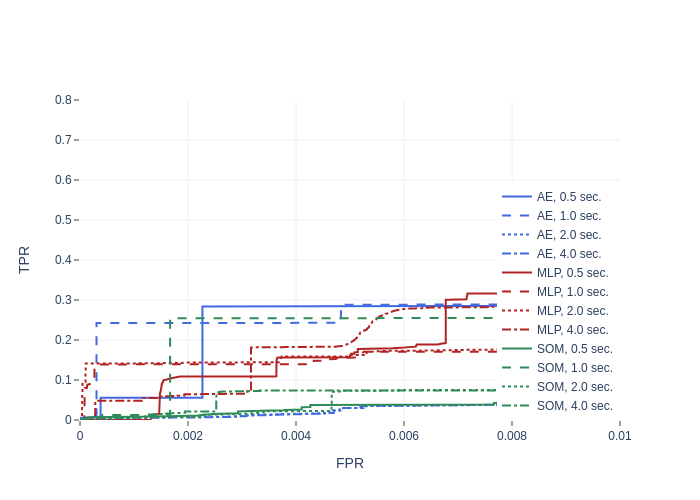 TPR
0.8
0.7
0.6
0.5
0.4
0.3
0.2
0.1
0
0
0.002
0.004
0.006
0.008
0.01
FPR
AE, 0.5 sec.
AE, 1.0 sec.
AE, 2.0 sec.
AE, 4.0 sec.
MLP, 0.5 sec.
MLP, 1.0 sec.
MLP, 2.0 sec.
MLP, 4.0 sec.
SOM, 0.5 sec.
SOM, 1.0 sec.
SOM, 2.0 sec.
SOM, 4.0 sec.